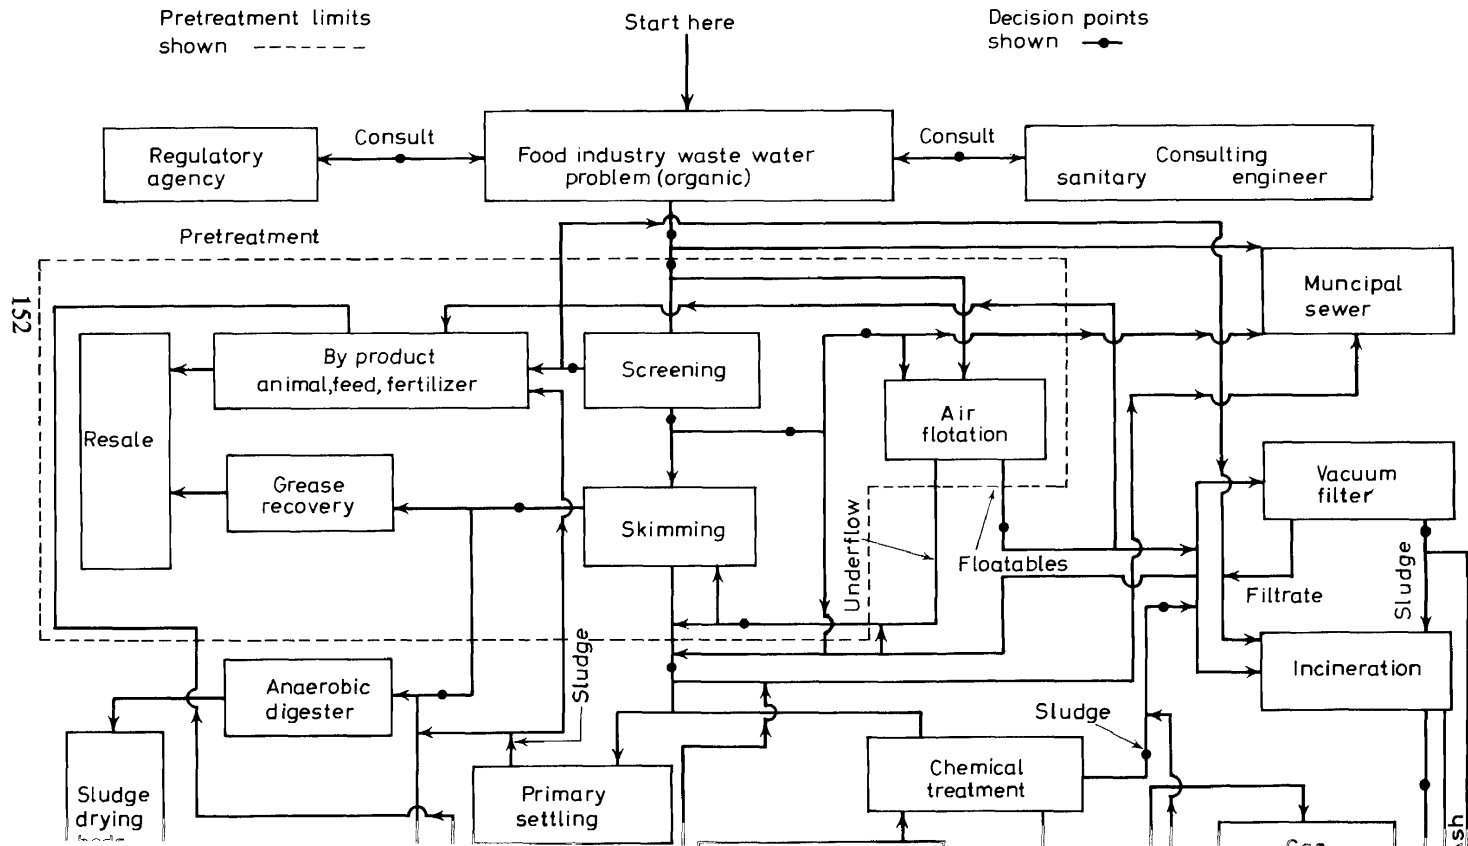 Pretreatment limits
shown
Start here
Decision points
shown
Regulatory
agency
Consult
Food industry waste water
problem (organic)
Consult
Consulting
sanitary engineer
Pretreatment
Muncipal
sewer
152
By product
animal, feed, fertilizer
Screening
Resale
Air
flotation
Grease
recovery
Skimming
Vacuum
filter
Underflow
Floatables
Filtrate
Sludge
Incineration
Sludge
Anaerobic
digester
Sludge
Chemical
treatment
Sludge
drying
beds
Primary
settling